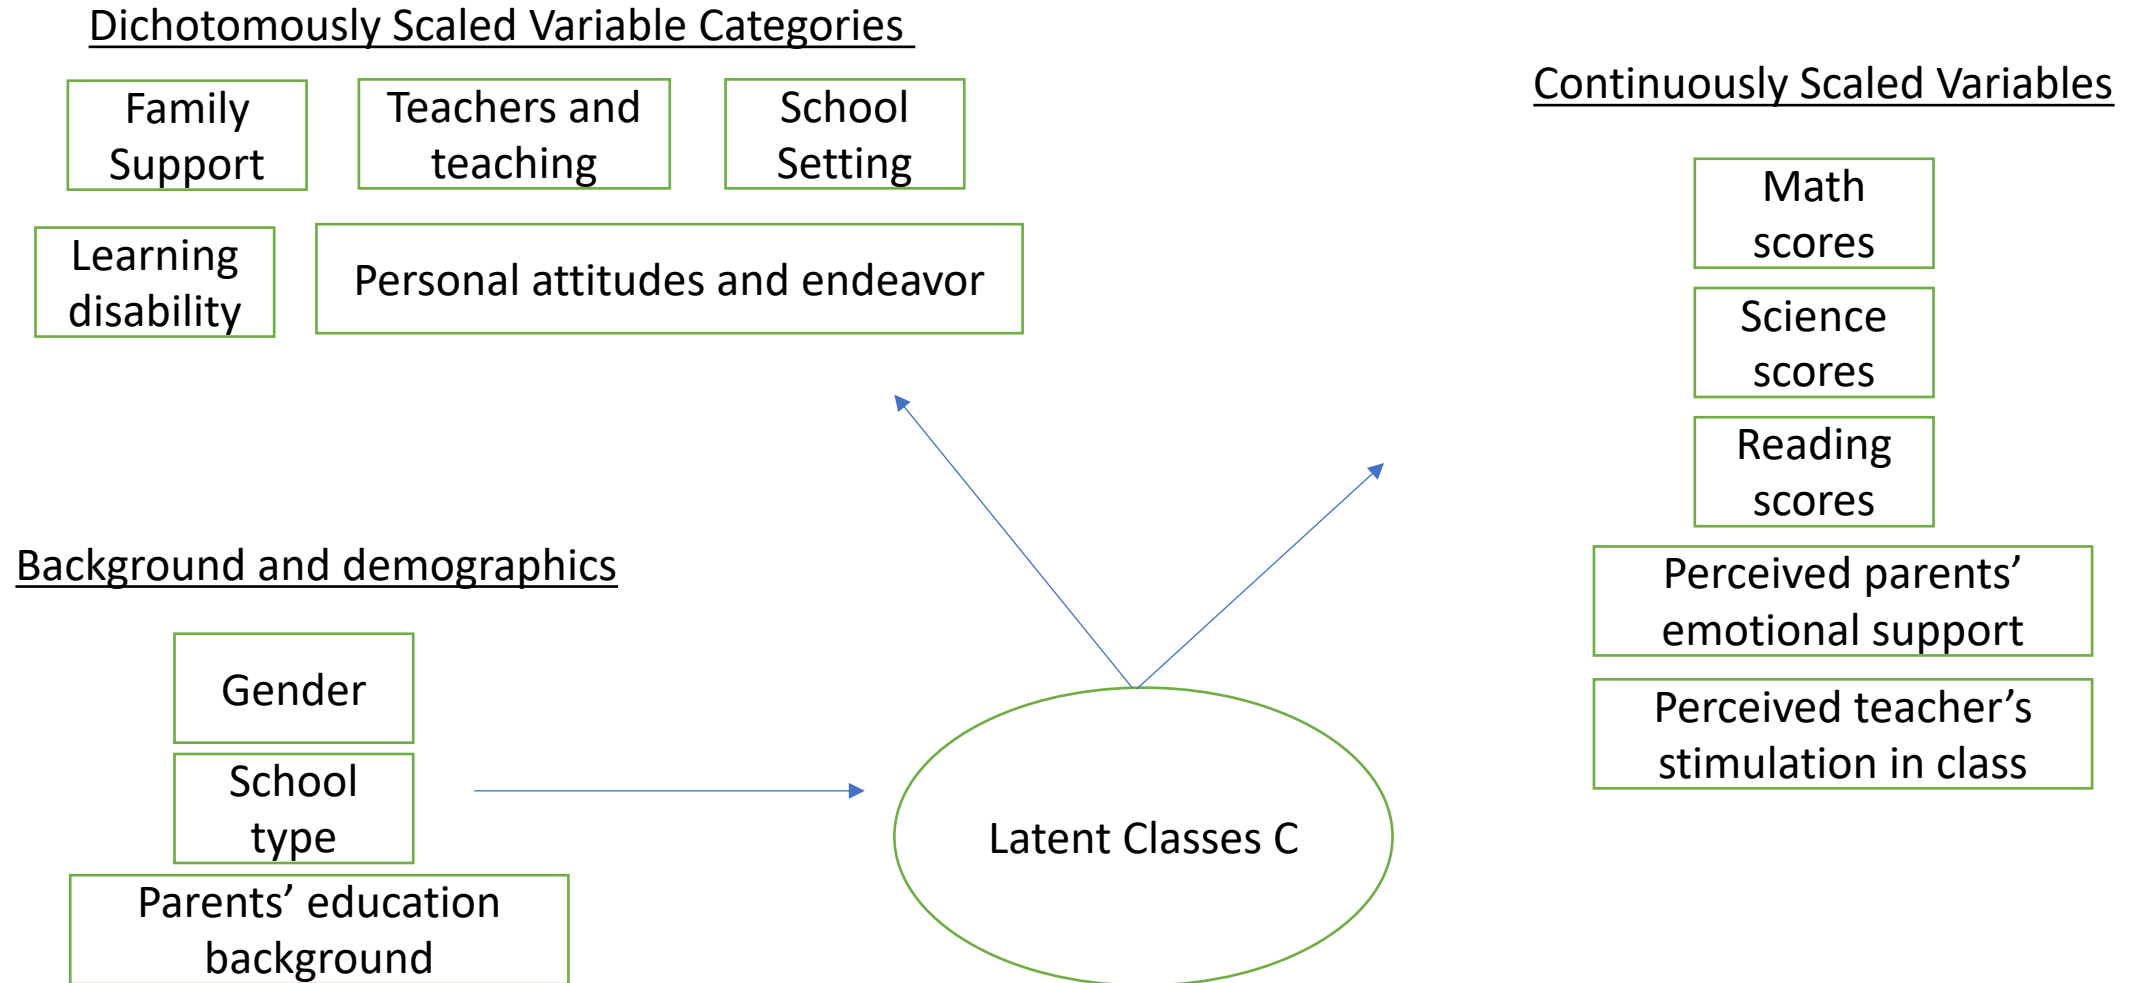 Dichotomously Scaled Variable Categories
Family
Support
Teachers and
teaching
School
Setting
Learning
disability
Personal attitudes and endeavor
Continuously Scaled Variables
Math
scores
Science
scores
Reading
scores
Perceived parents’
emotional support
Perceived teacher’s
stimulation in class
Background and demographics
Gender
School
type
Parents’ education
background
Latent Classes C